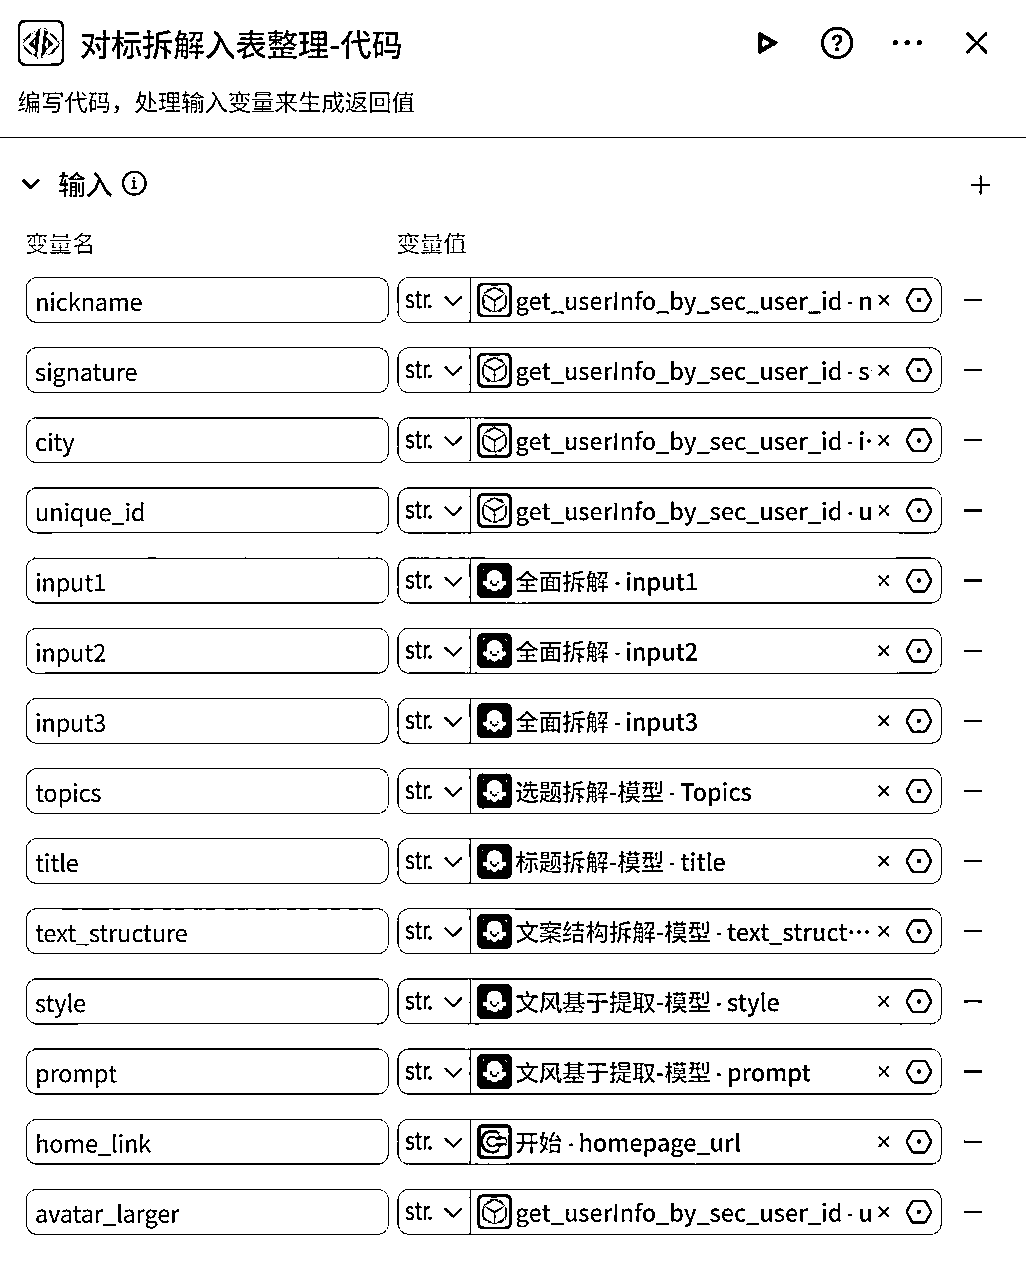 对标拆解入表整理-代码
编写代码，处理输入变量来生成返回值
输入
变量名 变量值
nickname str. get_userInfo_by_sec_user_id · n
signature str. get_userInfo_by_sec_user_id · s
city str. get_userInfo_by_sec_user_id · i···
unique_id str. get_userInfo_by_sec_user_id · u
input1 str. 全面拆解 · input1
input2 str. 全面拆解 · input2
input3 str. 全面拆解 · input3
topics str. 选题拆解-模型 · Topics
title str. 标题拆解-模型 · title
text_structure str. 文案结构拆解-模型 · text_struct···
style str. 文风基于提取-模型 · style
prompt str. 文风基于提取-模型 · prompt
home_link str. 开始 · homepage_url
avatar_larger str. get_userInfo_by_sec_user_id · u